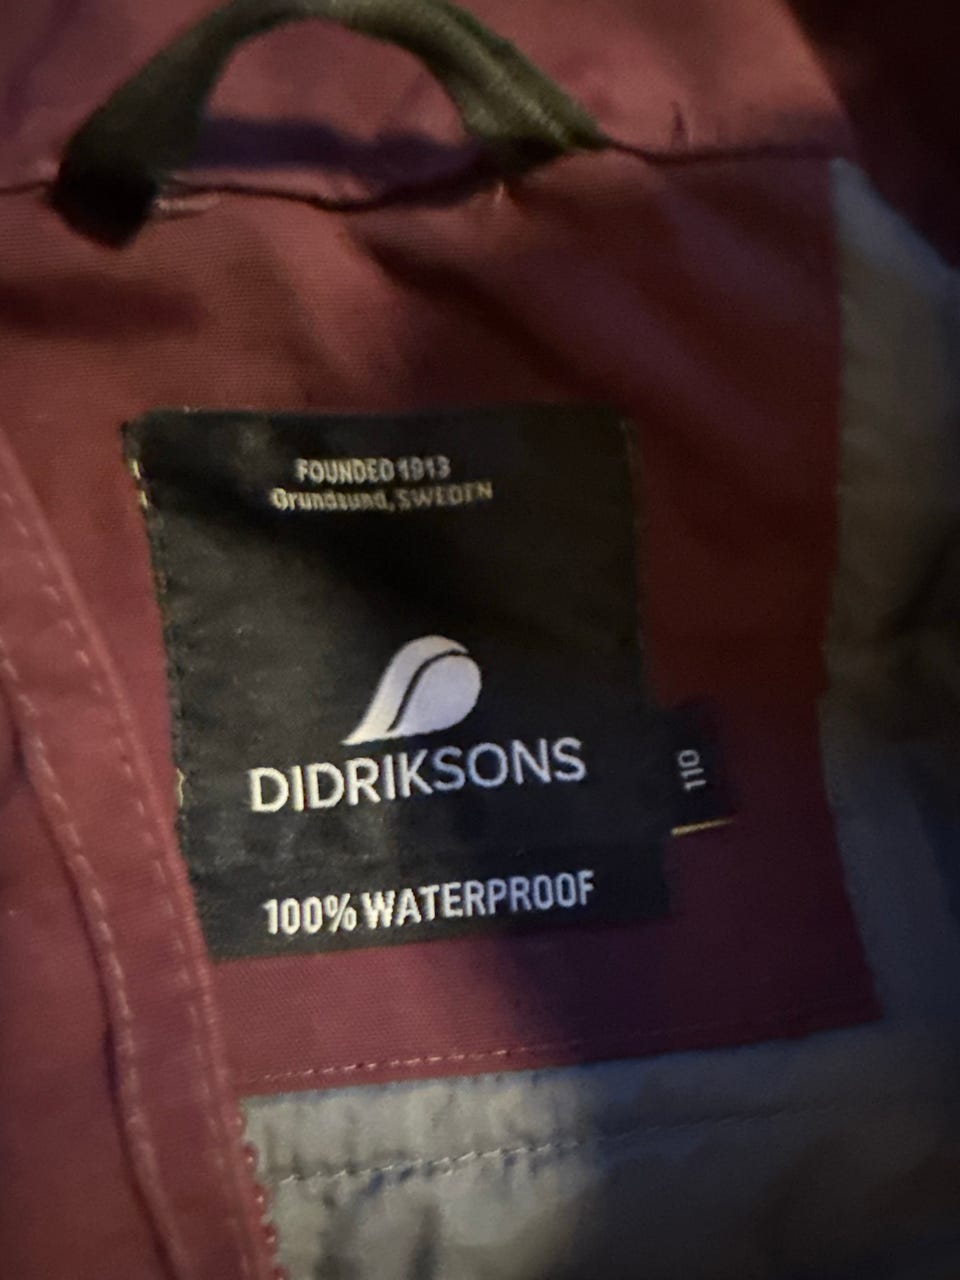 FOUNDED 1913
Grundsund, SWEDEN
DIDRIKSONS
110
100% WATERPROOF